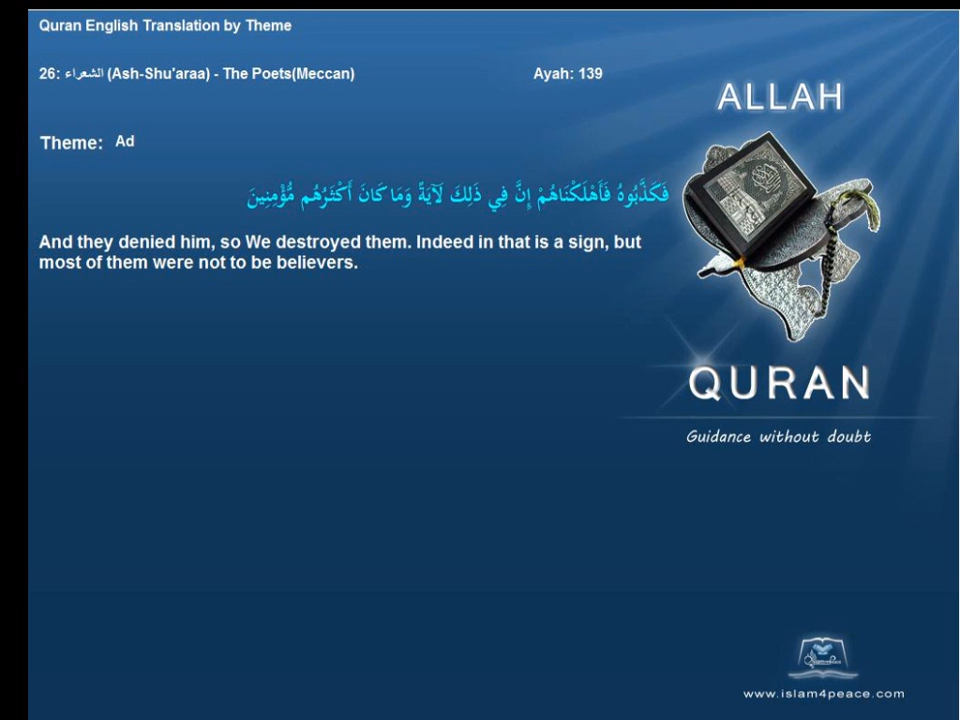 Quran English Translation by Theme
26: الشعراء (Ash-Shu'araa) - The Poets(Meccan) Ayah: 139
ALLAH
Theme: Ad
فَكَذَّبُوهُ فَأَهْلَكْنَاهُمْ إِنَّ فِي ذَلِكَ لَآيَةً وَمَا كَانَ أَكْثَرُهُم مُّؤْمِنِينَ
And they denied him, so We destroyed them. Indeed in that is a sign, but
most of them were not to be believers.
QURAN
Guidance without doubt
www.islam4peace.com